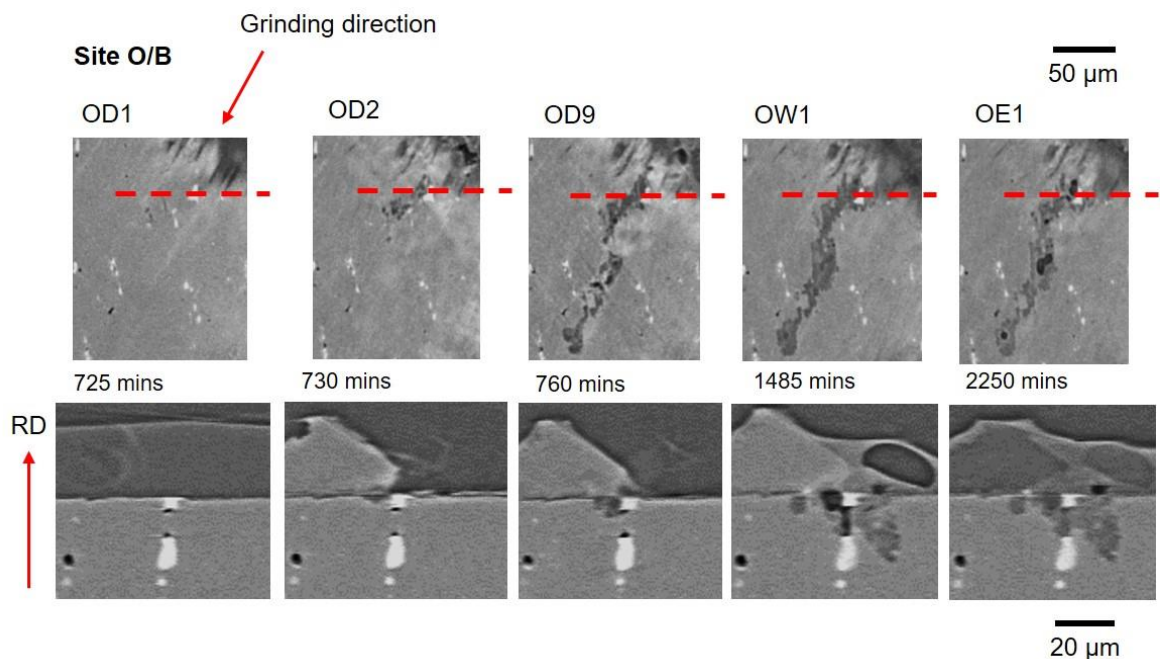 Grinding direction
Site O/B
50 µm
OD1
OD2
OD9
OW1
OE1
725 mins
730 mins
760 mins
1485 mins
2250 mins
RD
20 µm